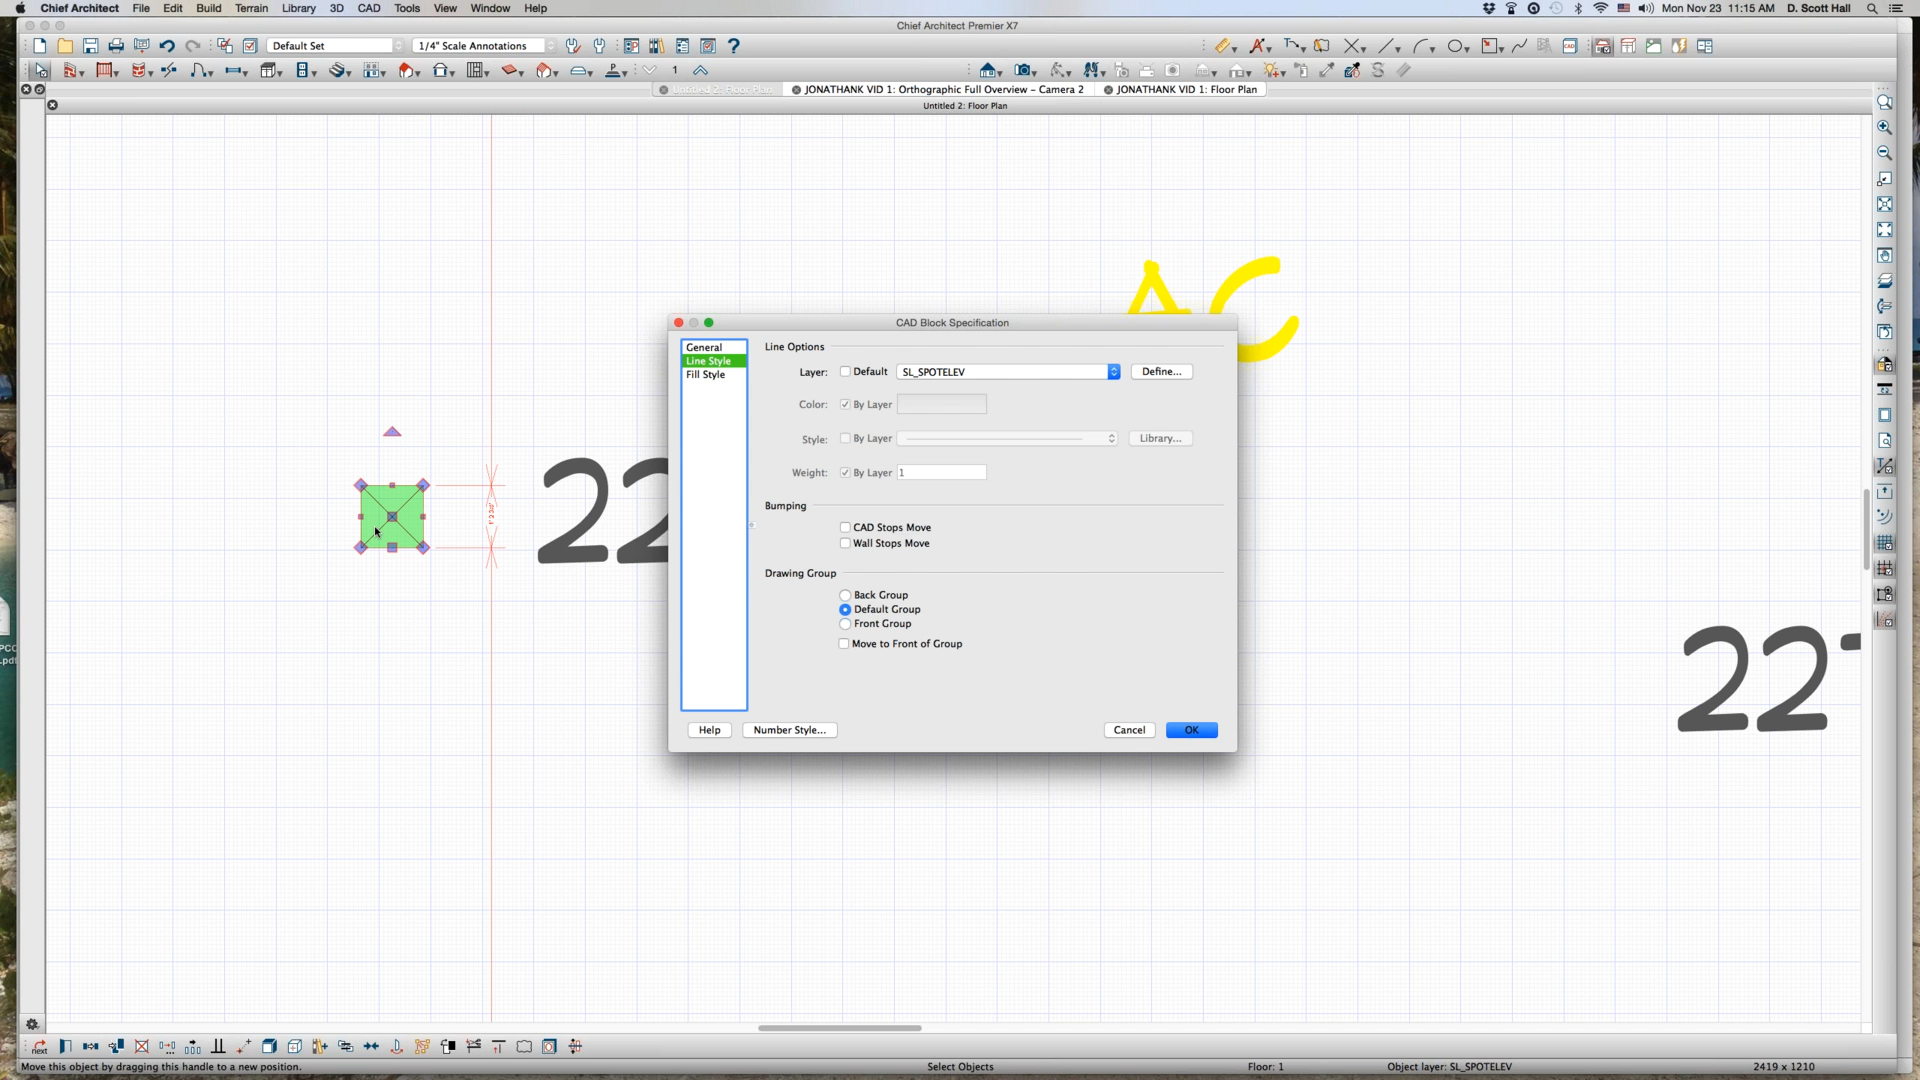 Chief Architect File Edit Build Terrain Library 3D CAD Tools View Window Help
Mon Nov 23 11:15 AM D. Scott Hall
Chief Architect Premier X7
Default Set
1/4" Scale Annotations
1
Untitled 2: Floor Plan
JONATHANK VID 1: Orthographic Full Overview - Camera 2
JONATHANK VID 1: Floor Plan
Untitled 2: Floor Plan
AC
CAD Block Specification
General
Line Style
Fill Style
Line Options
Layer: Default SL_SPOTELEV Define...
Color: By Layer
Style: By Layer Library...
Weight: By Layer 1
Bumping
CAD Stops Move
Wall Stops Move
Drawing Group
Back Group
Default Group
Front Group
Move to Front of Group
Help Number Style... Cancel OK
22
22
next
Move this object by dragging this handle to a new position.
Select Objects
Floor: 1
Object layer: SL_SPOTELEV
2419 x 1210